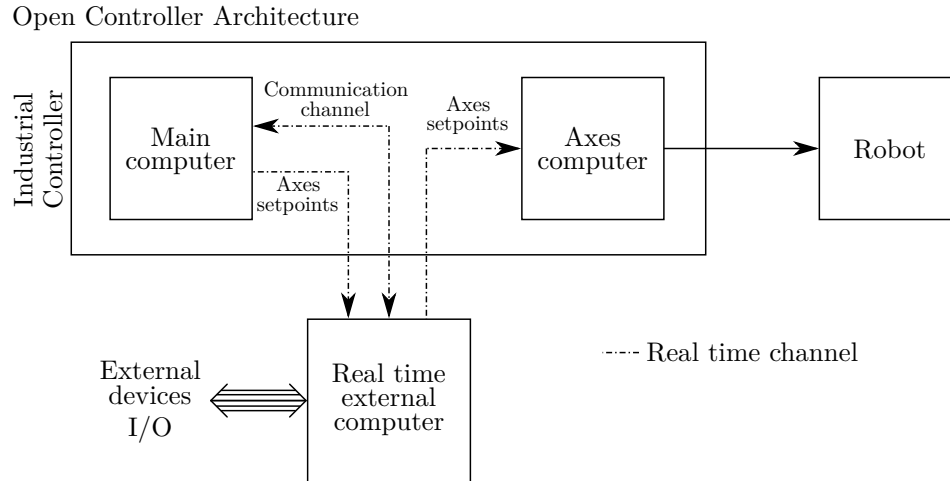 Open Controller Architecture
Industrial
Controller
Main
computer
Communication
channel
Axes
setpoints
Axes
setpoints
Axes
computer
Robot
External
devices
I/O
Real time
external
computer
Real time channel